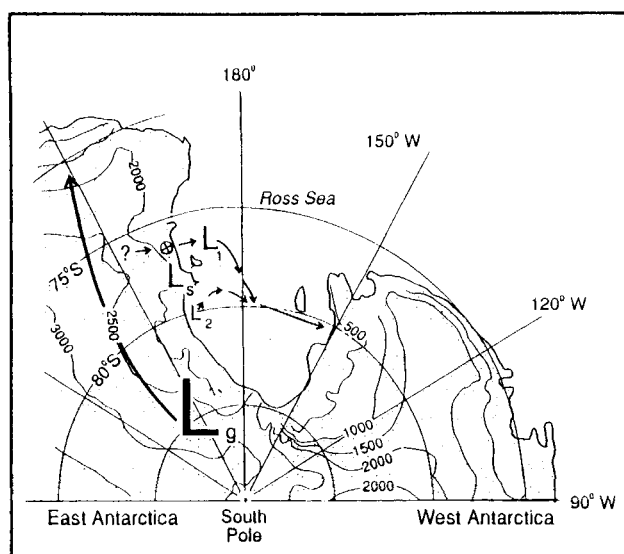 180°
150° W
2000
Ross Sea
? L1
75°S
Ls
120° W
L2
3000
2500
80°S
500
Lg
1000
1500
2000
2000
90° W
East Antarctica South West Antarctica
Pole